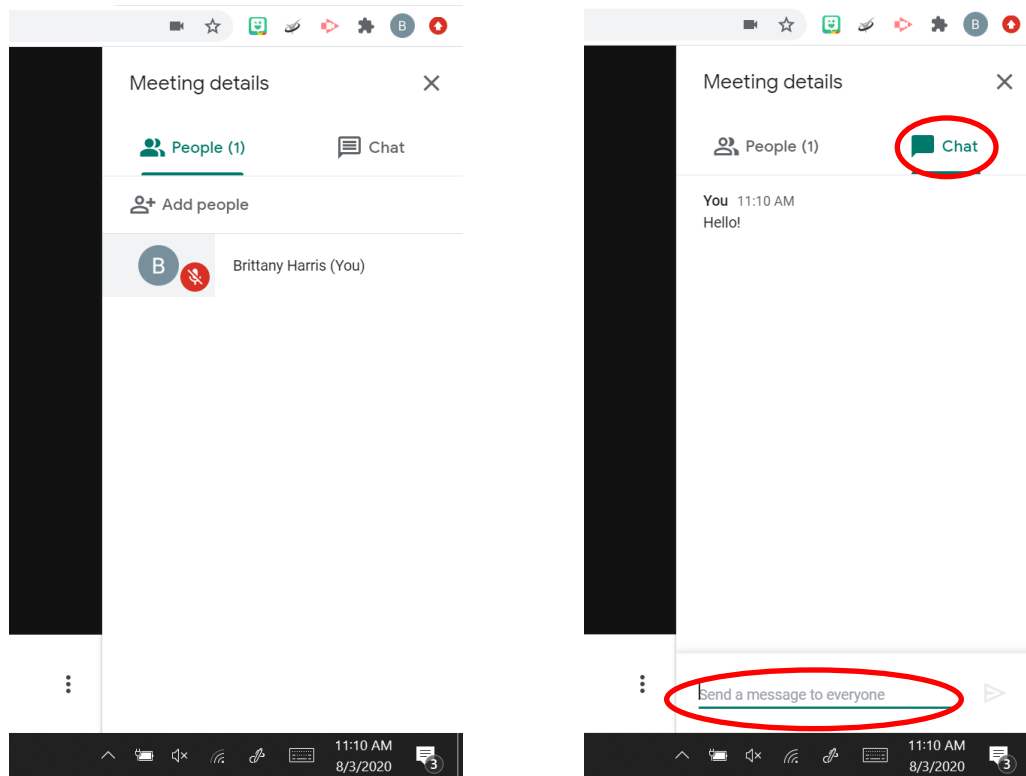 B
Meeting details
People (1) Chat
Add people
B Brittany Harris (You)
11:10 AM
8/3/2020
3
B
Meeting details
People (1) Chat
You 11:10 AM
Hello!
Send a message to everyone
11:10 AM
8/3/2020
3